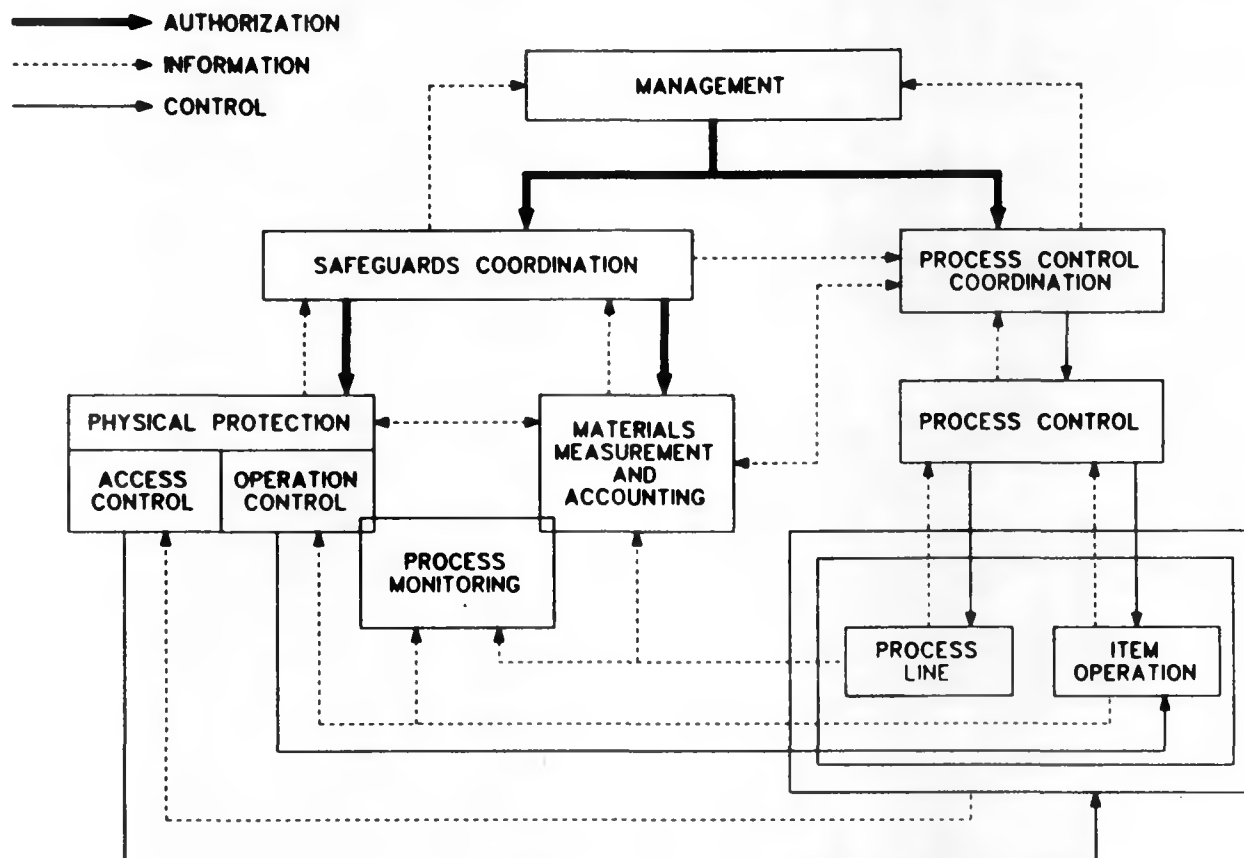 AUTHORIZATION
INFORMATION
CONTROL
MANAGEMENT
SAFEGUARDS COORDINATION
PROCESS CONTROL
COORDINATION
PHYSICAL PROTECTION
ACCESS
CONTROL
OPERATION
CONTROL
MATERIALS
MEASUREMENT
AND
ACCOUNTING
PROCESS CONTROL
PROCESS
MONITORING
PROCESS
LINE
ITEM
OPERATION